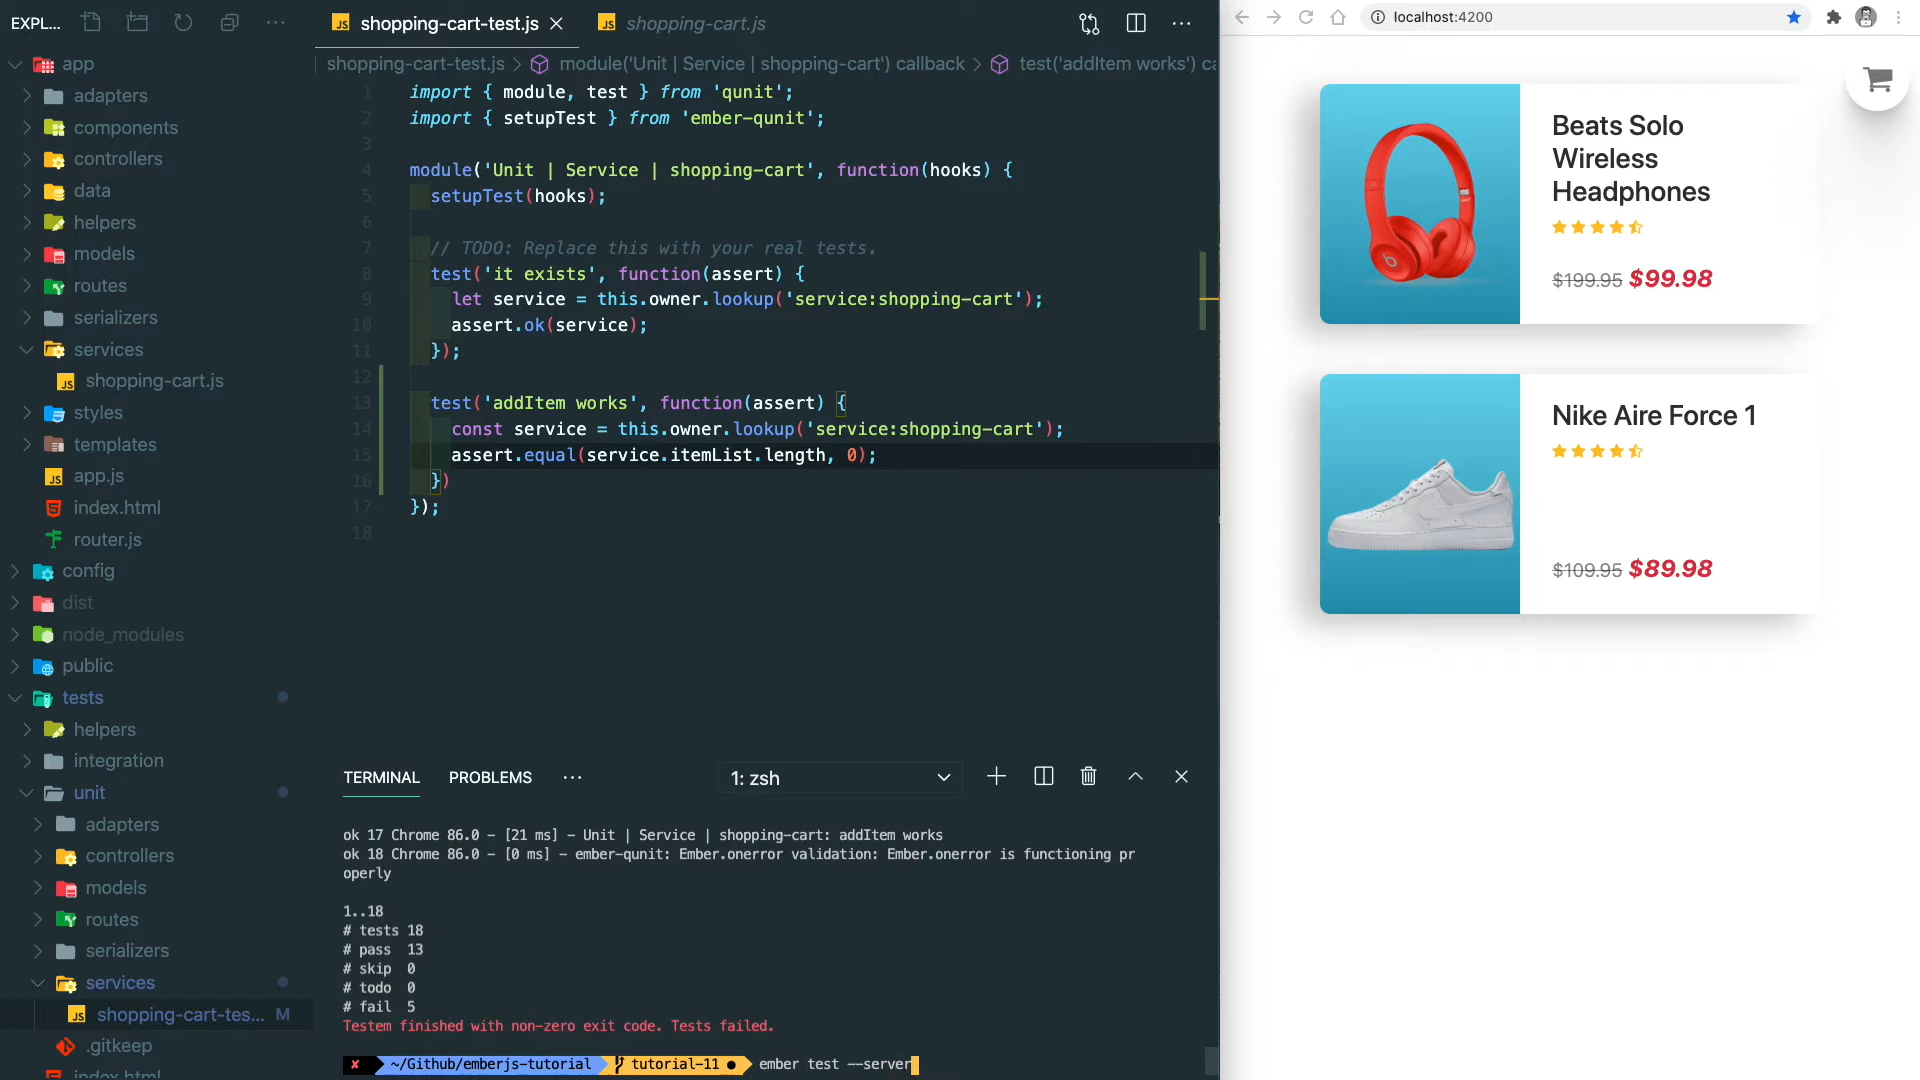 EXPL...
app
adapters
components
controllers
data
helpers
models
routes
serializers
services
JS shopping-cart.js
styles
templates
JS app.js
index.html
router.js
config
dist
node_modules
public
tests
helpers
integration
unit
adapters
controllers
models
routes
serializers
services
JS shopping-cart-tes... M
.gitkeep
index.html
JS shopping-cart-test.js
JS shopping-cart.js
shopping-cart-test.js > module('Unit | Service | shopping-cart') callback > test('addItem works') ca
1 import { module, test } from 'qunit';
2 import { setupTest } from 'ember-qunit';
3
4 module('Unit | Service | shopping-cart', function(hooks) {
5 setupTest(hooks);
6
7 // TODO: Replace this with your real tests.
8 test('it exists', function(assert) {
9 let service = this.owner.lookup('service:shopping-cart');
10 assert.ok(service);
11 });
12
13 test('addItem works', function(assert) {
14 const service = this.owner.lookup('service:shopping-cart');
15 assert.equal(service.itemList.length, 0);
16 })
17 });
18
TERMINAL PROBLEMS ... 1: zsh
ok 17 Chrome 86.0 - [21 ms] - Unit | Service | shopping-cart: addItem works
ok 18 Chrome 86.0 - [0 ms] - ember-qunit: Ember.onerror validation: Ember.onerror is functioning pr
operly
1..18
# tests 18
# pass 13
# skip 0
# todo 0
# fail 5
Testem finished with non-zero exit code. Tests failed.
✘ ~/Github/emberjs-tutorial tutorial-11 ● ember test --server
localhost:4200
Beats Solo
Wireless
Headphones
$199.95 $99.98
Nike Aire Force 1
$109.95 $89.98